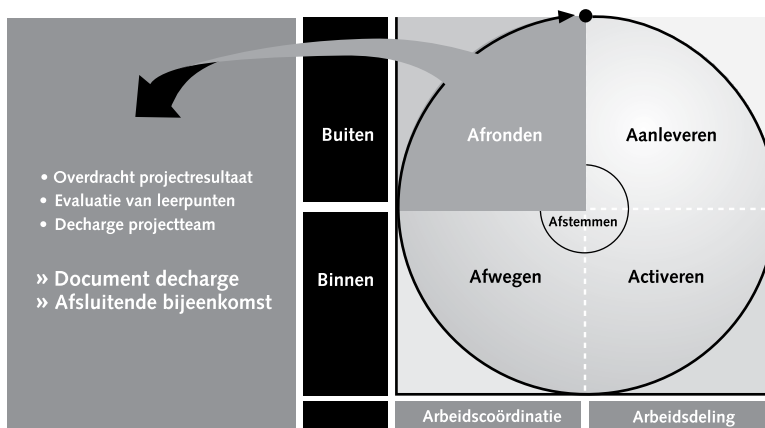 • Overdracht projectresultaat
• Evaluatie van leerpunten
• Decharge projectteam
» Document decharge
» Afsluitende bijeenkomst
Buiten
Binnen
Afronden
Aanleveren
Afstemmen
Afwegen
Activeren
Arbeidscoördinatie
Arbeidsdeling